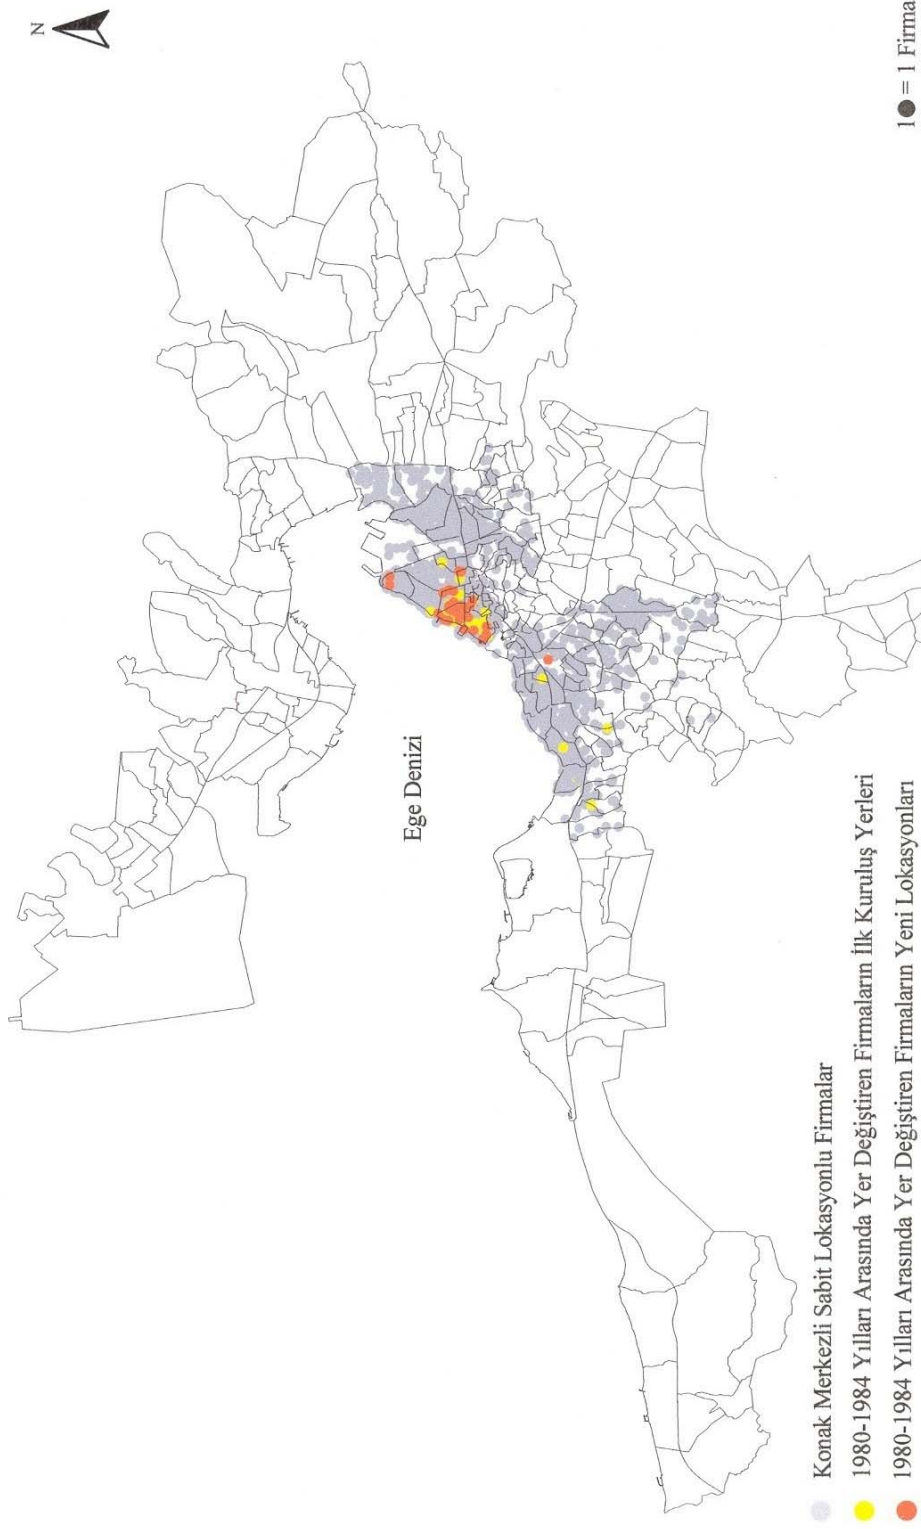 N
Ege Denizi
Konak Merkezli Sabit Lokasyonlu Firmalar
1980-1984 Yılları Arasında Yer Değiştiren Firmaların İlk Kuruluş Yerleri
1980-1984 Yılları Arasında Yer Değiştiren Firmaların Yeni Lokasyonları
1 ● = 1 Firma